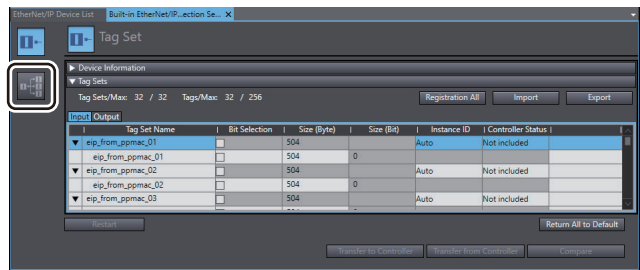 EtherNet/IP Device List Built-in EtherNet/IP...ection Se... X
Tag Set
▶ Device Information
▼ Tag Sets
Tag Sets/Max: 32 / 32 Tags/Max: 32 / 256 Registration All Import Export
Input Output
Tag Set Name Bit Selection Size (Byte) Size (Bit) Instance ID Controller Status
▼ eip_from_ppmac_01 504 Auto Not included
eip_from_ppmac_01 504 0
▼ eip_from_ppmac_02 504 Auto Not included
eip_from_ppmac_02 504 0
▼ eip_from_ppmac_03 504 Auto Not included
Restart Return All to Default
Transfer to Controller Transfer from Controller Compare